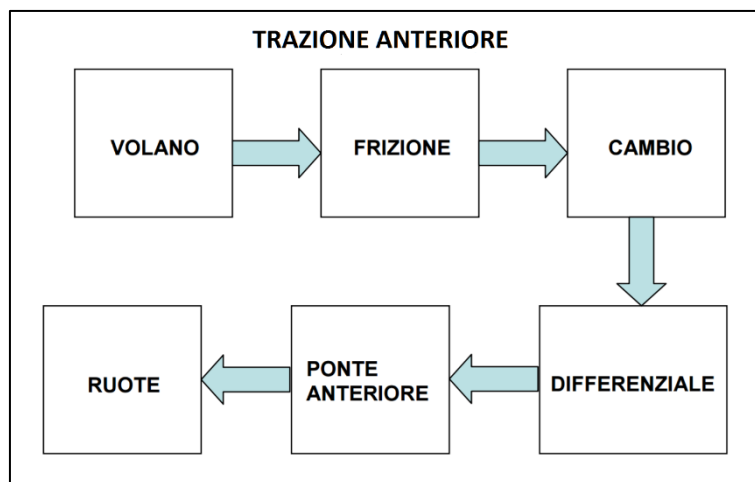 TRAZIONE ANTERIORE
VOLANO
FRIZIONE
CAMBIO
RUOTE
PONTE
ANTERIORE
DIFFERENZIALE